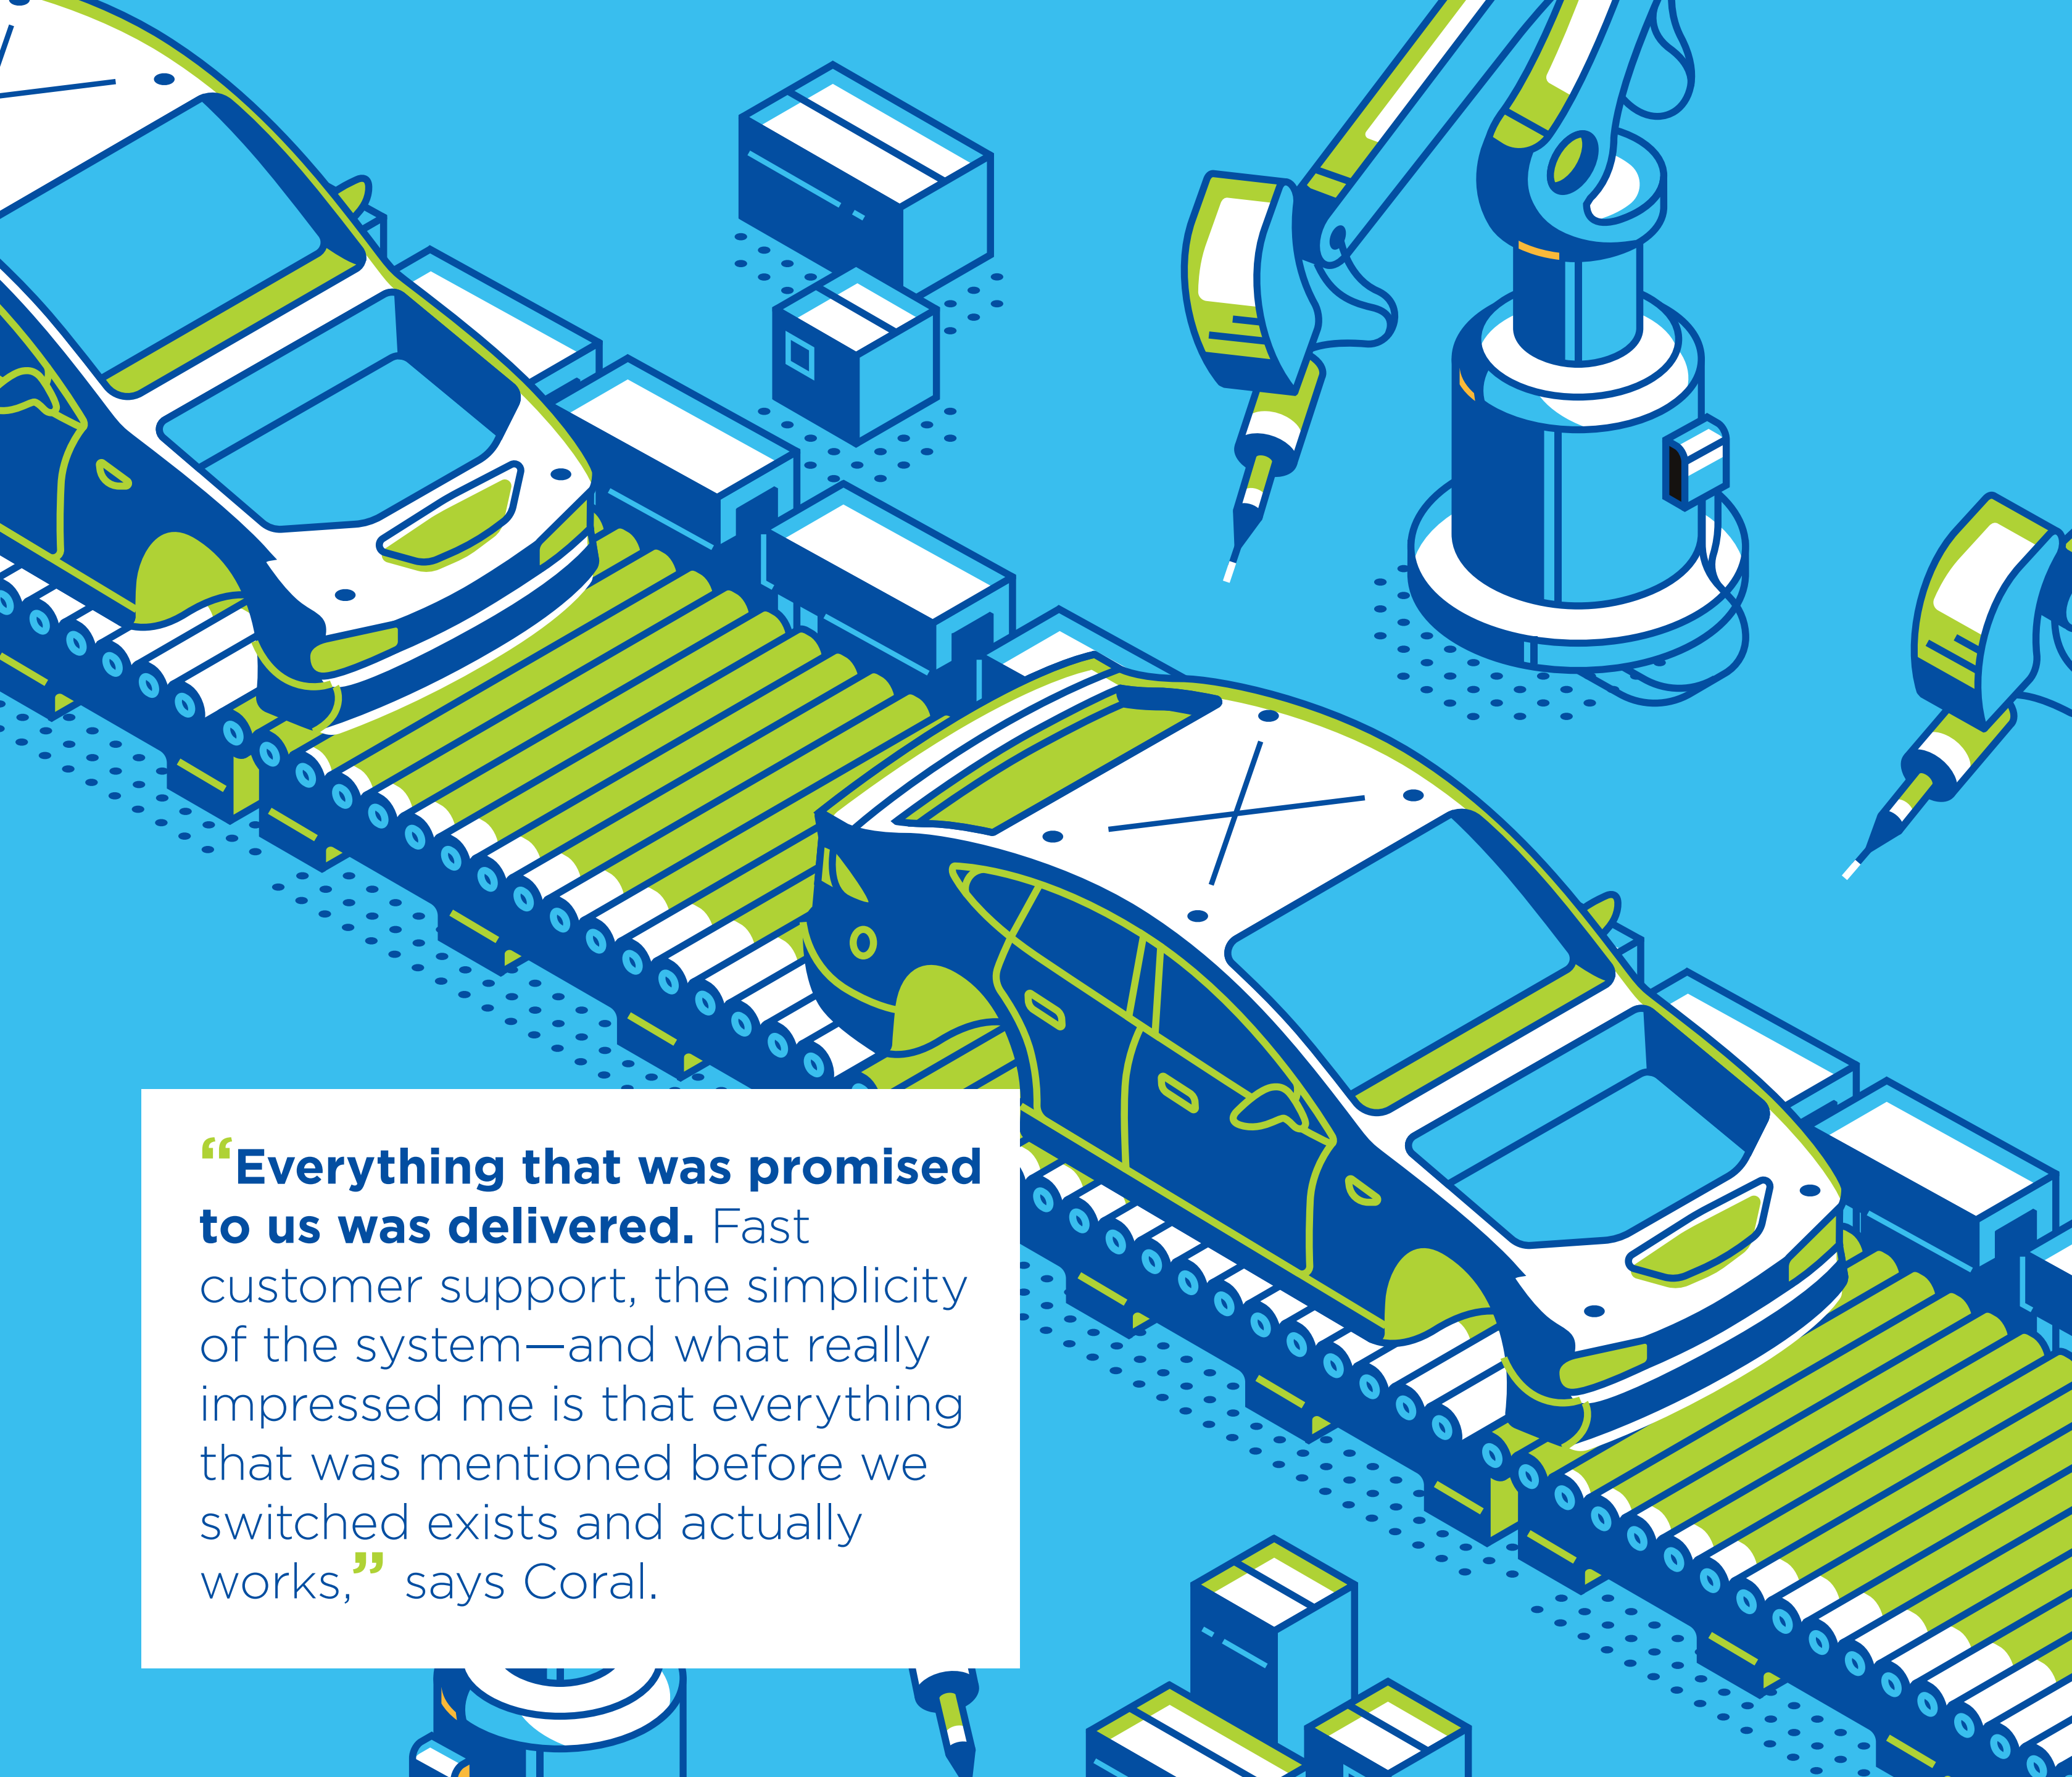 “Everything that was promised
to us was delivered. Fast
customer support, the simplicity
of the system—and what really
impressed me is that everything
that was mentioned before we
switched exists and actually
works,” says Coral.